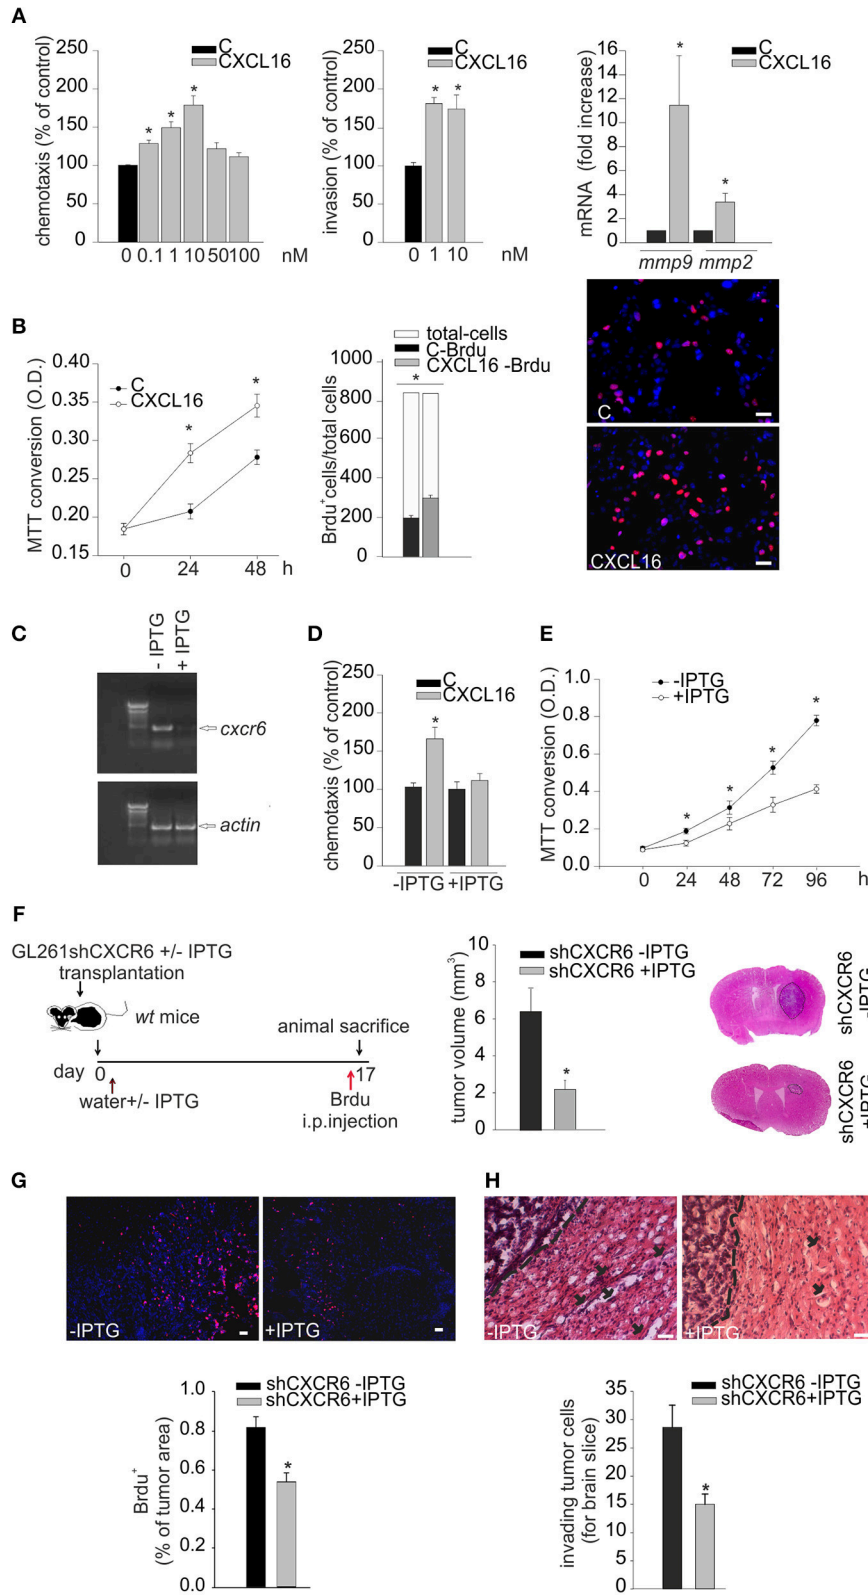 A
chemotaxis (% of control)
250
200
150
100
50
0
C
CXCL16
*
*
*
0 0.1 1 10 50 100 nM
invasion (% of control)
250
200
150
100
50
0
C
CXCL16
*
*
0 1 10 nM
mRNA (fold increase)
16
14
12
10
8
6
4
2
0
C
CXCL16
*
*
mmp9 mmp2
B
MTT conversion (O.D.)
0.40
0.35
0.30
0.25
0.20
0.15
C
CXCL16
*
*
0 24 48 h
total-cells
C-Brdu
CXCL16 -Brdu
Brdu+cells/total cells
1000
800
600
400
200
0
*
C
CXCL16
C
- IPTG
+ IPTG
cxcr6
actin
D
chemotaxis (% of control)
250
200
150
100
50
0
C
CXCL16
*
-IPTG +IPTG
E
MTT conversion (O.D.)
1.0
0.8
0.6
0.4
0.2
0.0
-IPTG
+IPTG
*
*
*
*
0 24 48 72 96 h
F
GL261shCXCR6 +/- IPTG
transplantation
wt mice
animal sacrifice
day 0 17
water+/- IPTG
Brdu
i.p.injection
tumor volume (mm3)
10
8
6
4
2
0
shCXCR6 -IPTG
shCXCR6 +IPTG
*
shCXCR6
-IPTG
shCXCR6
+IPTG
G
-IPTG
+IPTG
Brdu+
(% of tumor area)
1.0
0.8
0.6
0.4
0.2
0.0
shCXCR6 -IPTG
shCXCR6+IPTG
*
H
-IPTG
+IPTG
invading tumor cells
(for brain slice)
35
30
25
20
15
10
5
0
shCXCR6 -IPTG
shCXCR6+IPTG
*